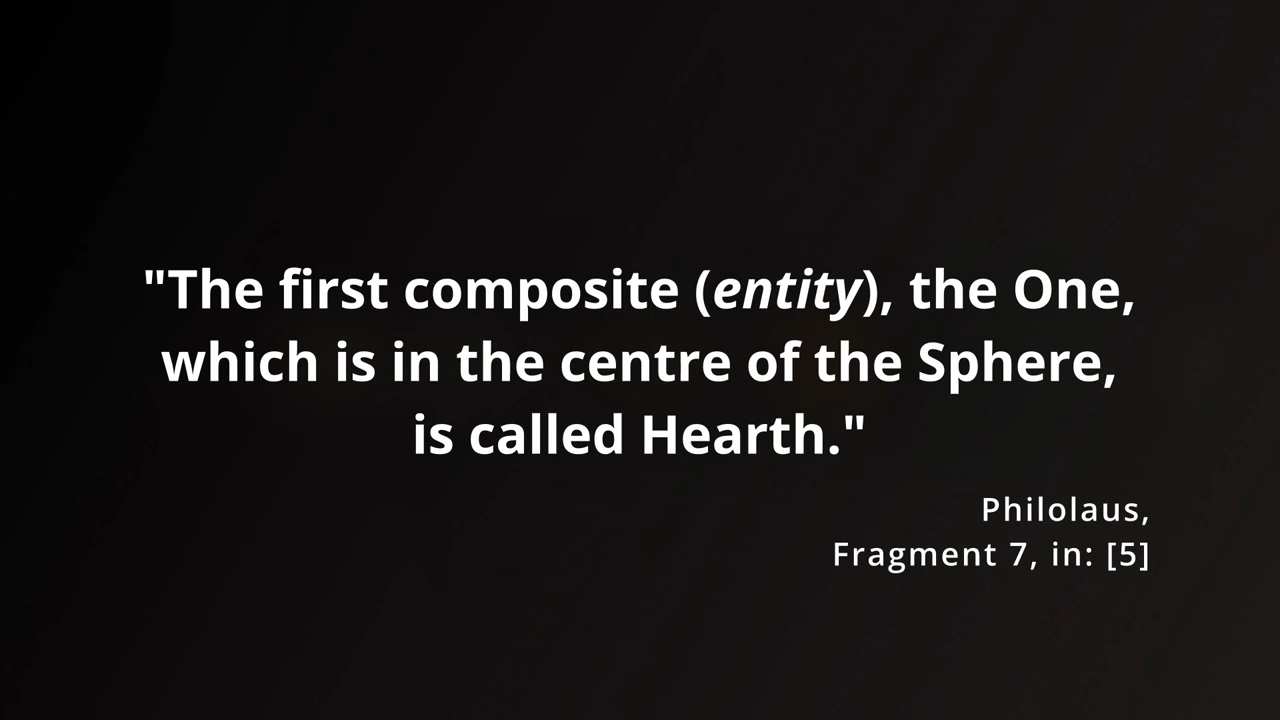 "The first composite (entity), the One,
which is in the centre of the Sphere,
is called Hearth."
Philolaus,
Fragment 7, in: [5]